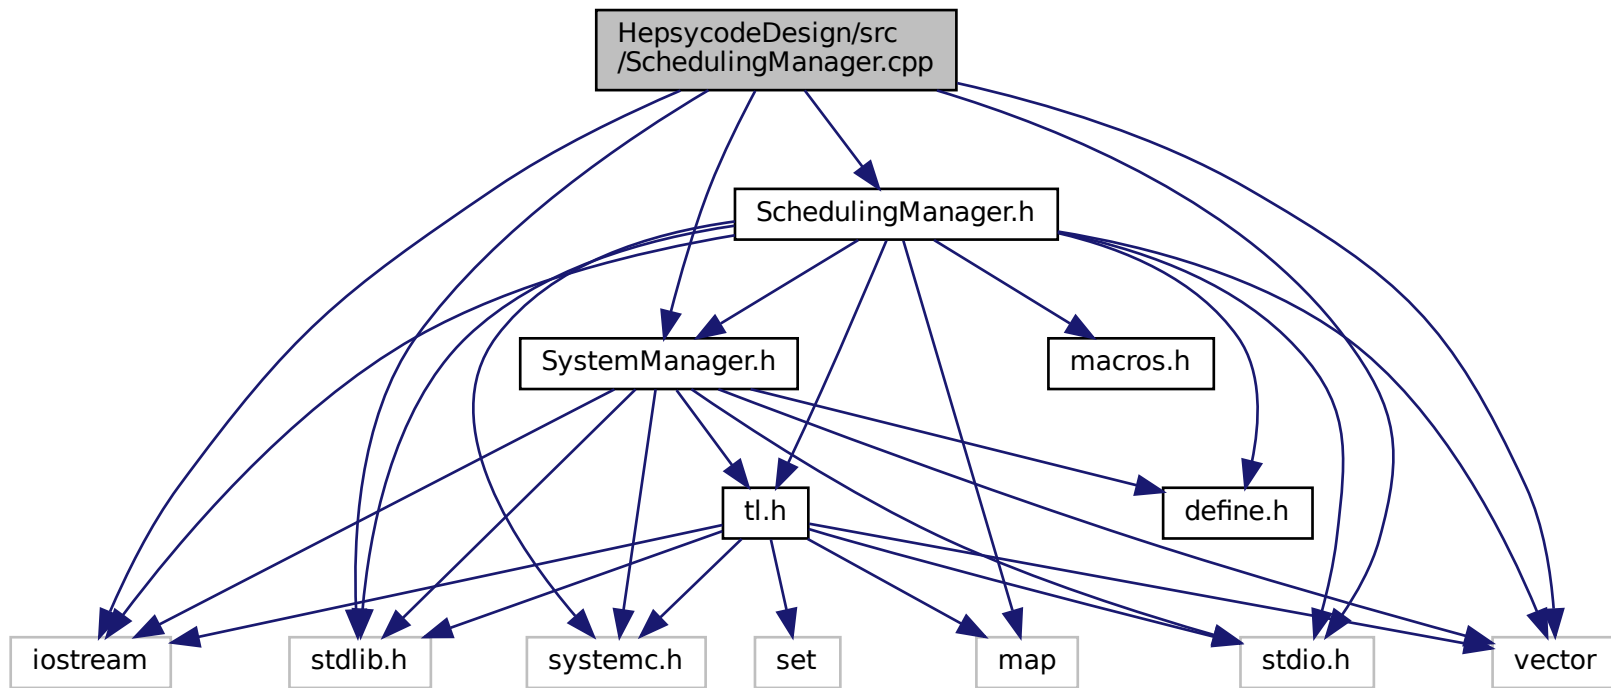 HepsycodeDesign/src
/SchedulingManager.cpp
SchedulingManager.h
SystemManager.h
macros.h
tl.h
define.h
iostream
stdlib.h
systemc.h
set
map
stdio.h
vector